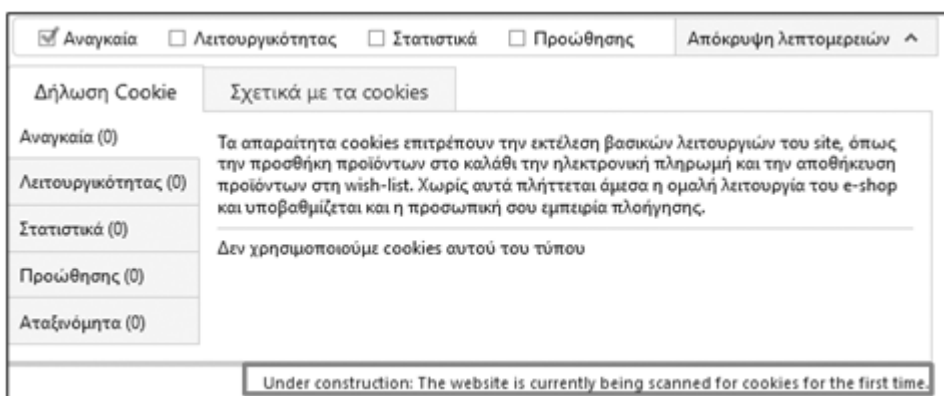 Αναγκαία Λειτουργικότητας Στατιστικά Προώθησης Απόκρυψη λεπτομερειών
Δήλωση Cookie Σχετικά με τα cookies
Αναγκαία (0)
Λειτουργικότητας (0)
Στατιστικά (0)
Προώθησης (0)
Αταξινόμητα (0)
Τα απαραίτητα cookies επιτρέπουν την εκτέλεση βασικών λειτουργιών του site, όπως
την προσθήκη προϊόντων στο καλάθι την ηλεκτρονική πληρωμή και την αποθήκευση
προϊόντων στη wish-list. Χωρίς αυτά πλήττεται άμεσα η ομαλή λειτουργία του e-shop
και υποβαθμίζεται και η προσωπική σου εμπειρία πλοήγησης.
Δεν χρησιμοποιούμε cookies αυτού του τύπου
Under construction: The website is currently being scanned for cookies for the first time.